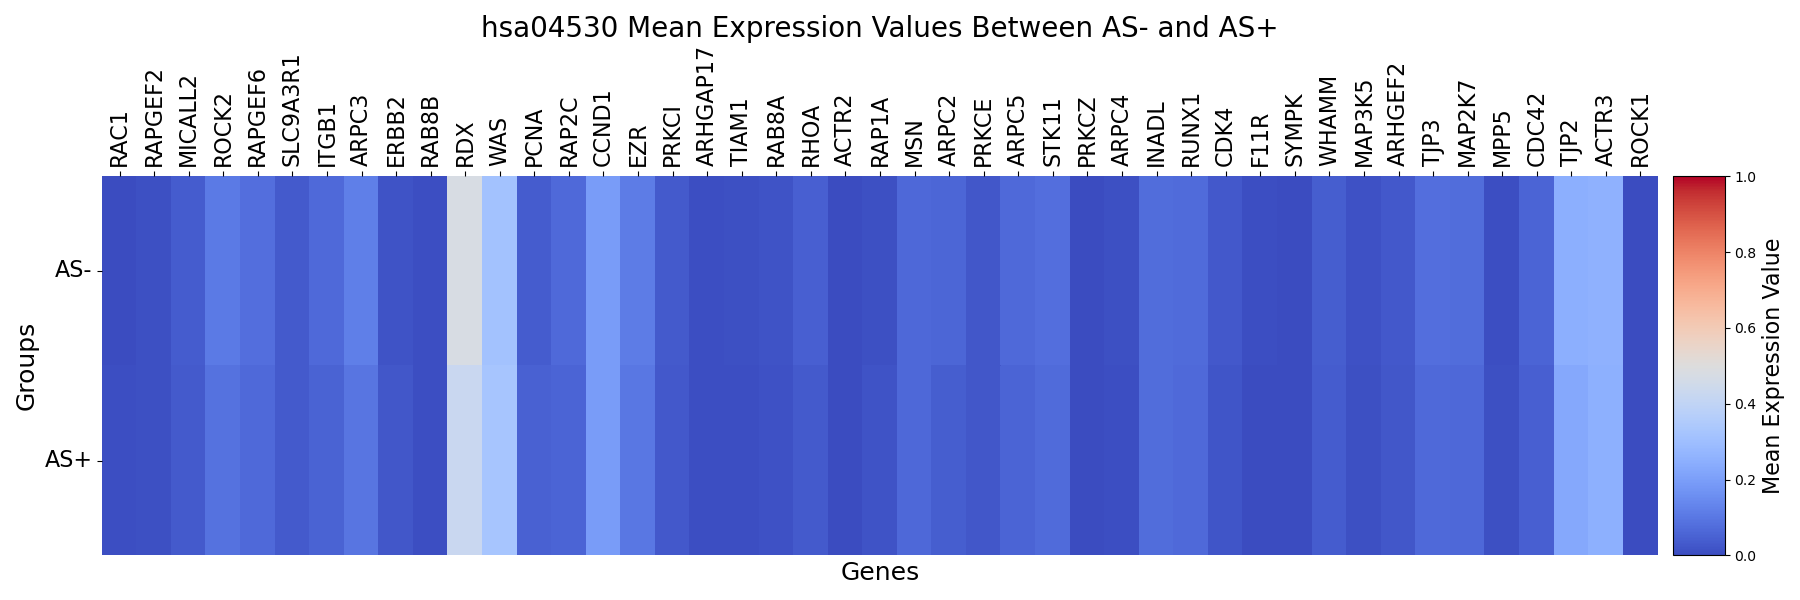 hsa04530 Mean Expression Values Between AS- and AS+
RAC1
RAPGEF2
MICALL2
ROCK2
RAPGEF6
SLC9A3R1
ITGB1
ARPC3
ERBB2
RAB8B
RDX
WAS
PCNA
RAP2C
CCND1
EZR
PRKCI
ARHGAP17
TIAM1
RAB8A
RHOA
ACTR2
RAP1A
MSN
ARPC2
PRKCE
ARPC5
STK11
PRKCZ
ARPC4
INADL
RUNX1
CDK4
F11R
SYMPK
WHAMM
MAP3K5
ARHGEF2
TJP3
MAP2K7
MPP5
CDC42
TJP2
ACTR3
ROCK1
Groups
AS-
AS+
Genes
1.0
0.8
0.6
0.4
0.2
0.0
Mean Expression Value